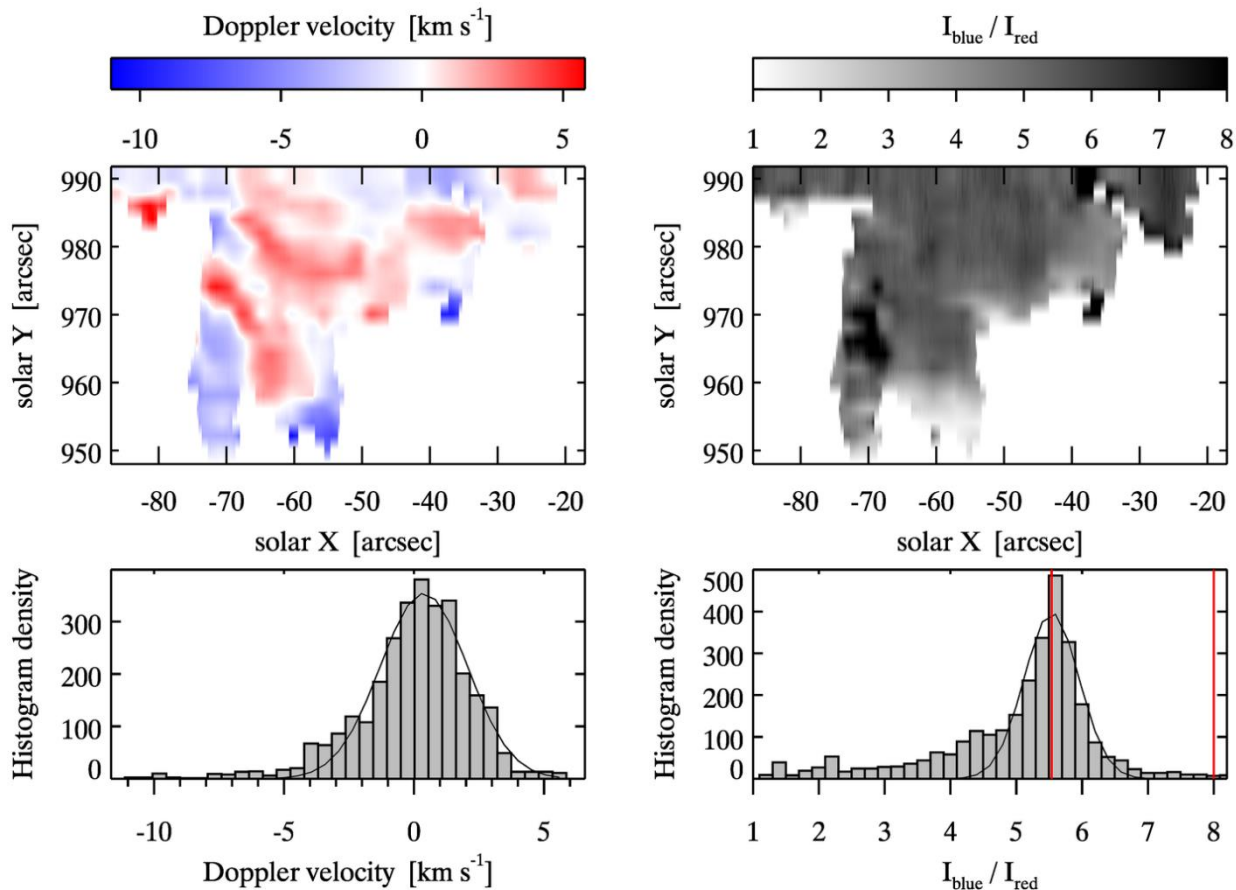 Doppler velocity [km s⁻¹]
-10 -5 0 5
solar Y [arcsec]
990
980
970
960
950
-80 -70 -60 -50 -40 -30 -20
solar X [arcsec]
I_blue / I_red
1 2 3 4 5 6 7 8
solar Y [arcsec]
990
980
970
960
950
-80 -70 -60 -50 -40 -30 -20
solar X [arcsec]
Histogram density
300
200
100
0
-10 -5 0 5
Doppler velocity [km s⁻¹]
Histogram density
500
400
300
200
100
0
1 2 3 4 5 6 7 8
I_blue / I_red